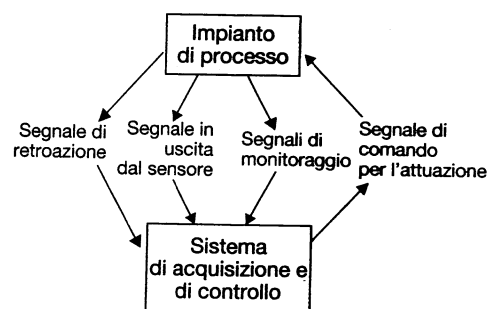 Impianto
di processo
Segnale di
retroazione
Segnale in
uscita
dal sensore
Segnali di
monitoraggio
Segnale di
comando
per l'attuazione
Sistema
di acquisizione e
di controllo